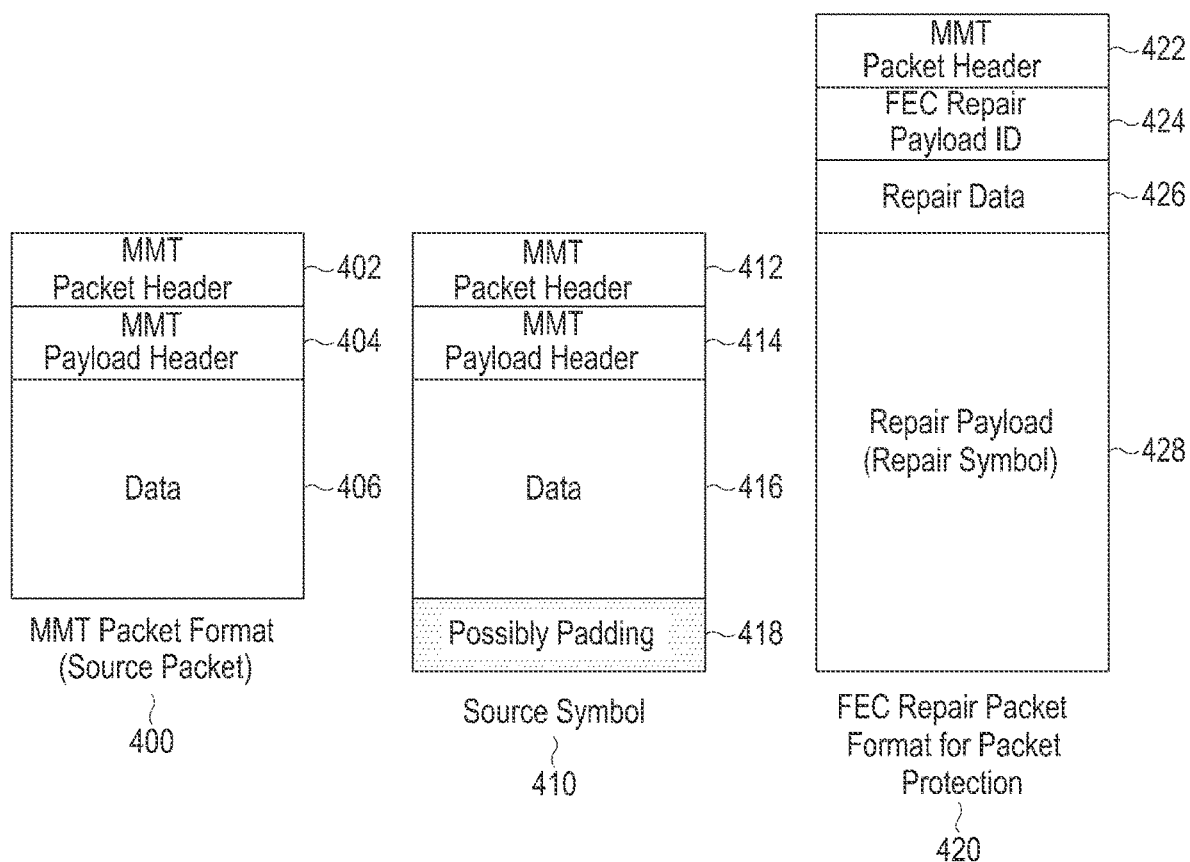 MMT
Packet Header
402
MMT
Payload Header
404
Data
406
MMT Packet Format
(Source Packet)
400
MMT
Packet Header
412
MMT
Payload Header
414
Data
416
Possibly Padding
418
Source Symbol
410
MMT
Packet Header
422
FEC Repair
Payload ID
424
Repair Data
426
Repair Payload
(Repair Symbol)
428
FEC Repair Packet
Format for Packet
Protection
420